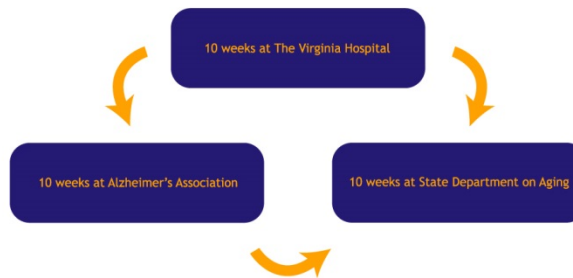 10 weeks at The Virginia Hospital
10 weeks at Alzheimer's Association
10 weeks at State Department on Aging